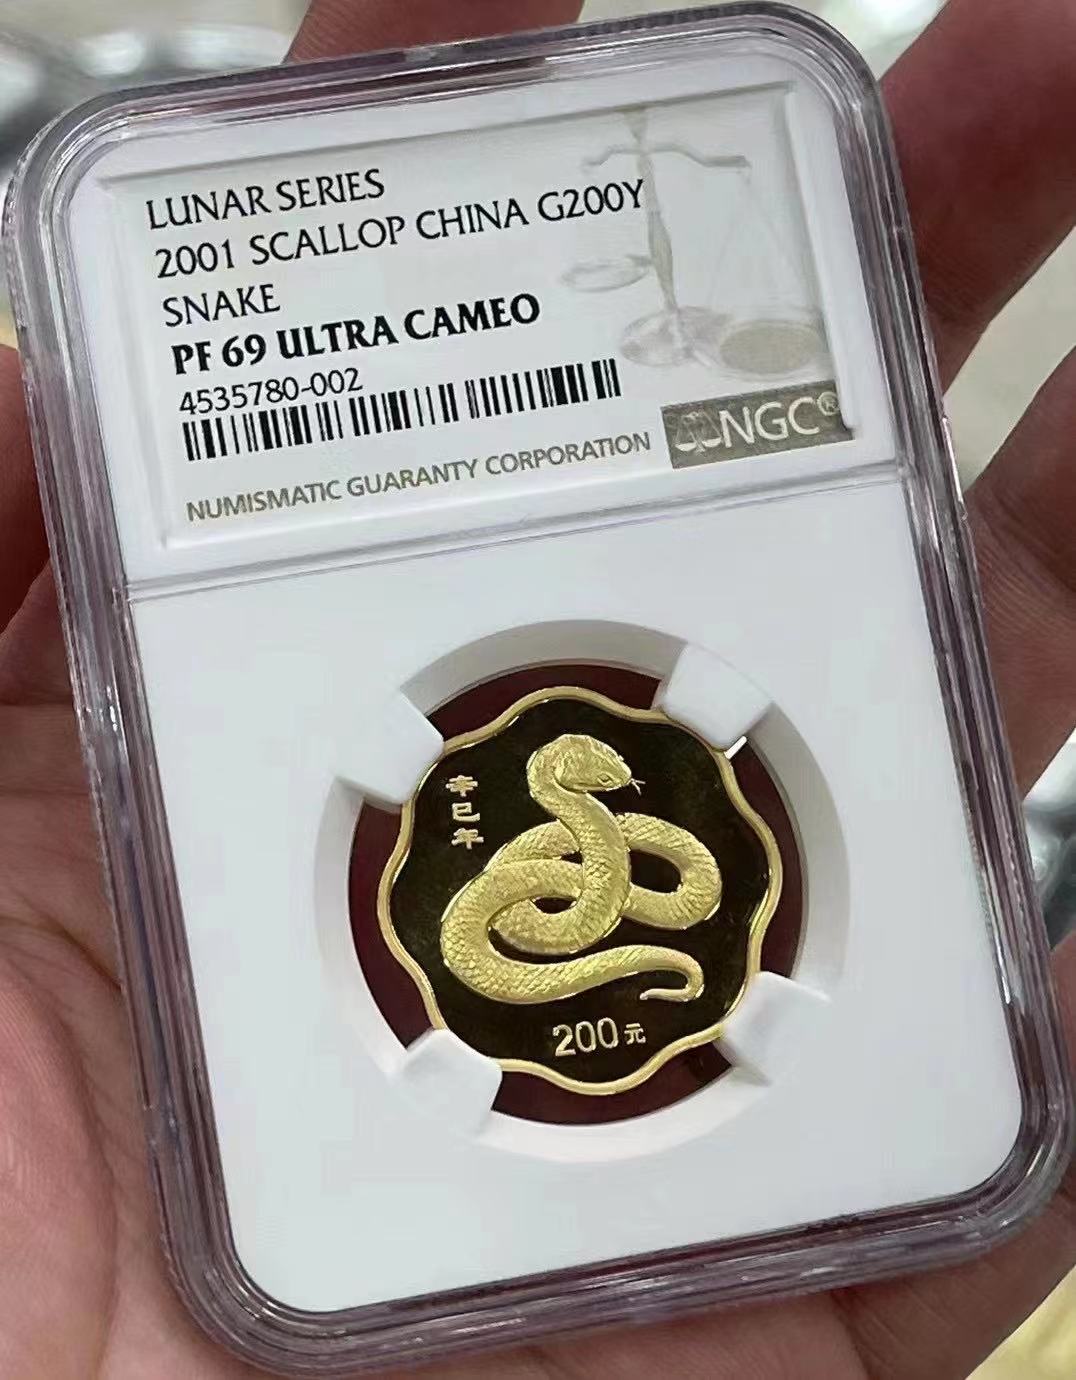 LUNAR SERIES
2001 SCALLOP CHINA G200Y
SNAKE
PF 69 ULTRA CAMEO
4535780-002
NUMISMATIC GUARANTY CORPORATION
NGC®
辛巳年
200元